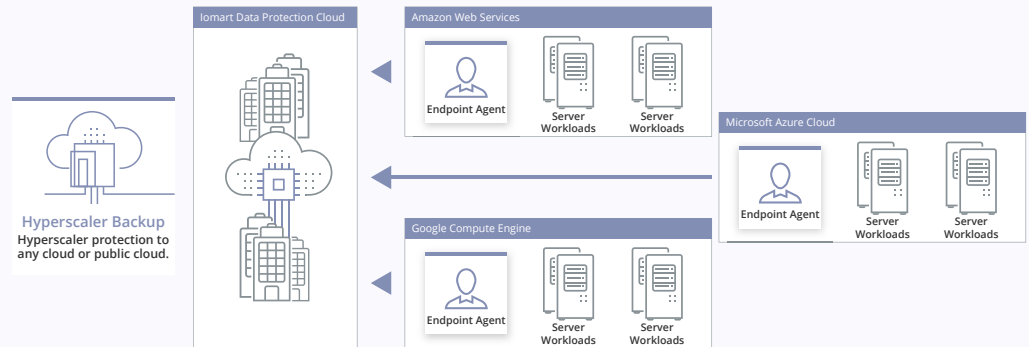 Hyperscaler Backup
Hyperscaler protection to
any cloud or public cloud.
Iomart Data Protection Cloud
Amazon Web Services
Endpoint Agent
Server
Workloads
Server
Workloads
Microsoft Azure Cloud
Endpoint Agent
Server
Workloads
Server
Workloads
Google Compute Engine
Endpoint Agent
Server
Workloads
Server
Workloads